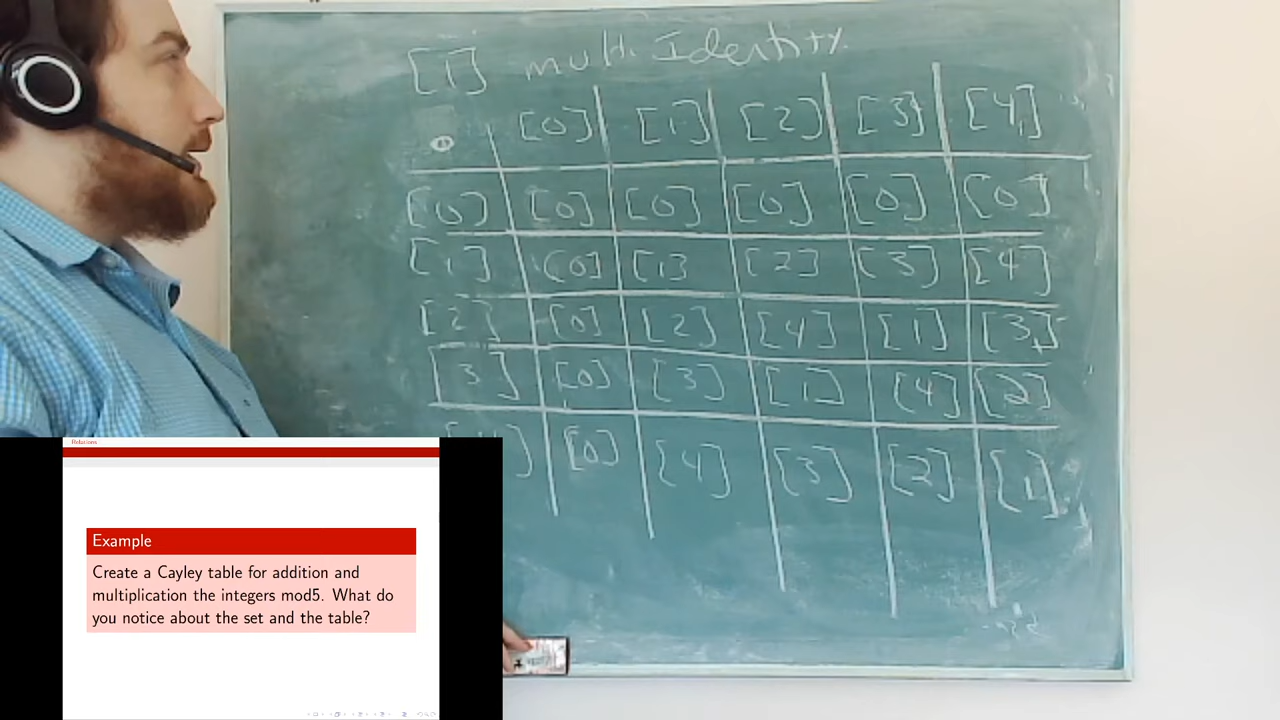 [1] mult. Identity
⊙ [0] [1] [2] [3] [4]
[0] [0] [0] [0] [0] [0]
[1] [0] [1] [2] [3] [4]
[2] [0] [2] [4] [1] [3]
[3] [0] [3] [1] [4] [2]
[0] [4] [3] [2] [1]
Relations
Example
Create a Cayley table for addition and
multiplication the integers mod5. What do
you notice about the set and the table?